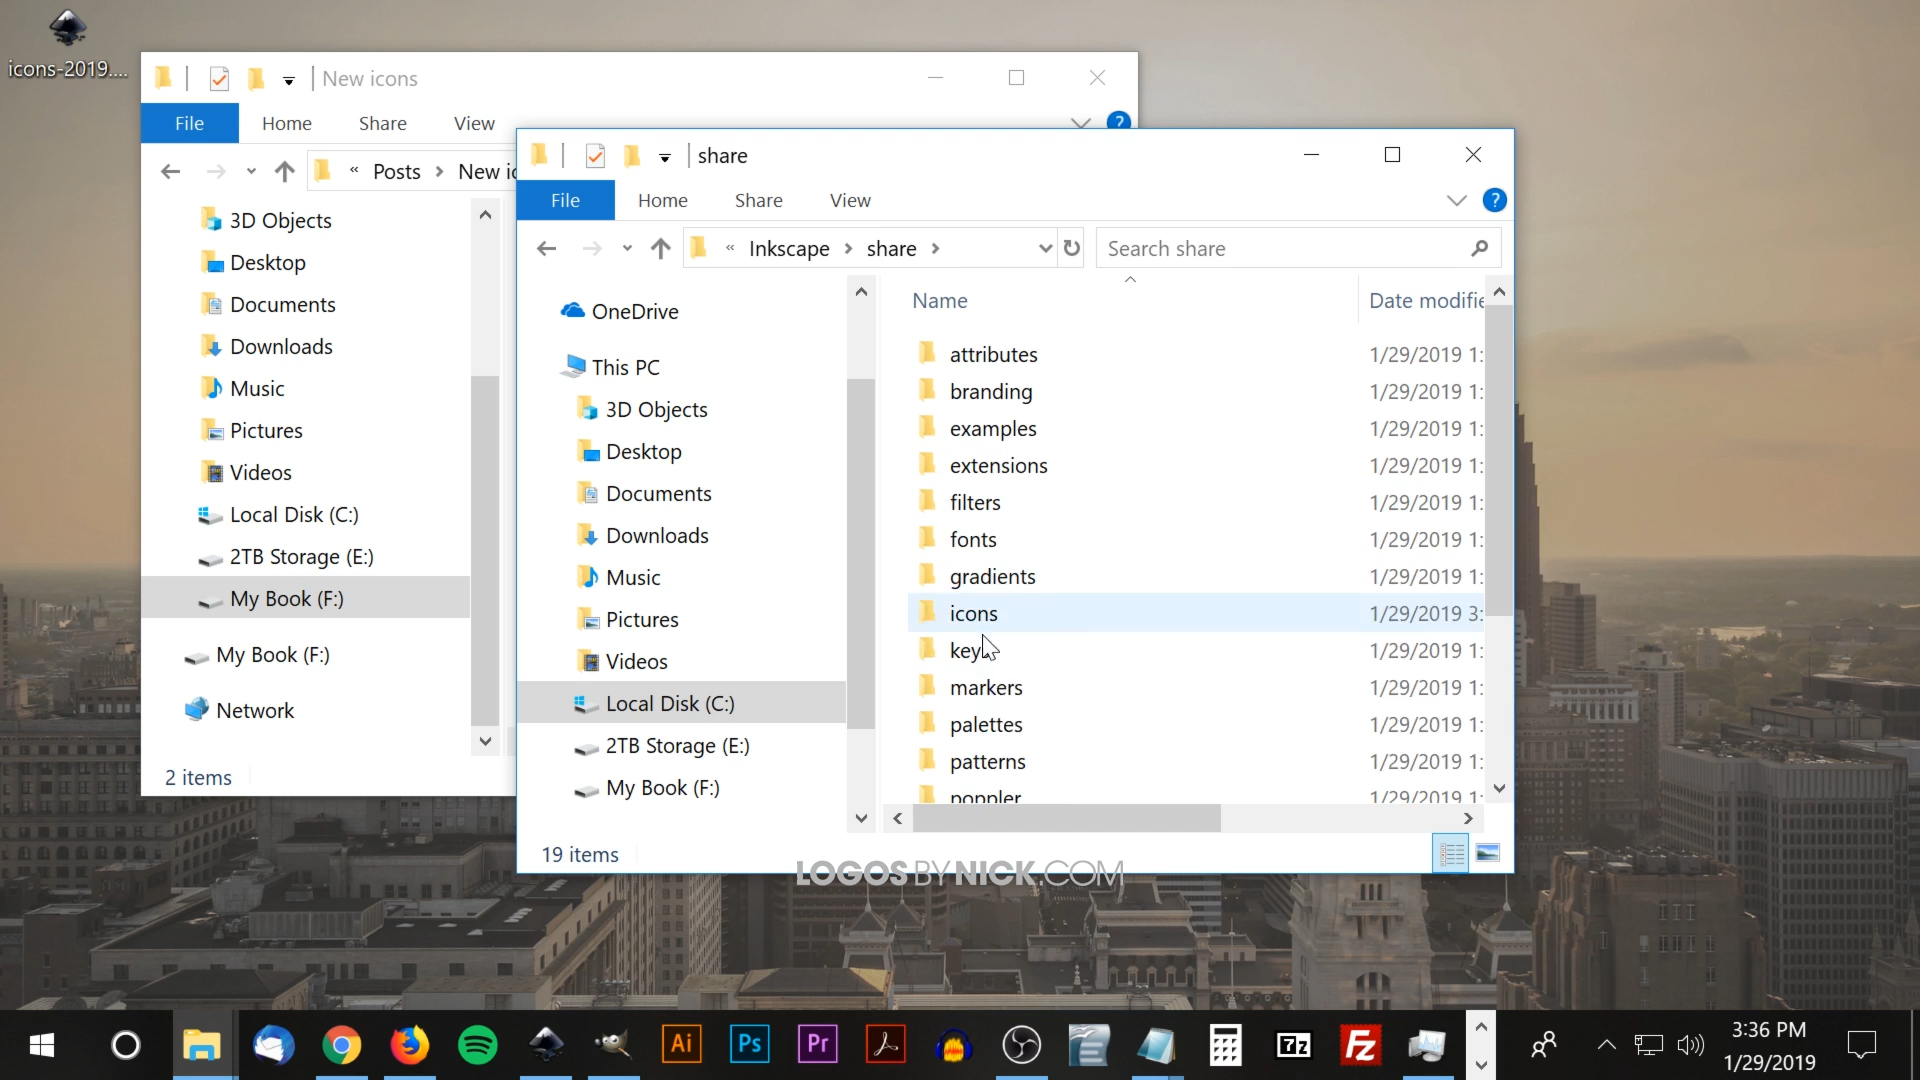 icons-2019....
New icons
File Home Share View
« Posts > New ic
3D Objects
Desktop
Documents
Downloads
Music
Pictures
Videos
Local Disk (C:)
2TB Storage (E:)
My Book (F:)
My Book (F:)
Network
2 items
share
File Home Share View
?
« Inkscape > share >
Search share
OneDrive
This PC
3D Objects
Desktop
Documents
Downloads
Music
Pictures
Videos
Local Disk (C:)
2TB Storage (E:)
My Book (F:)
Name Date modifie
attributes 1/29/2019 1:
branding 1/29/2019 1:
examples 1/29/2019 1:
extensions 1/29/2019 1:
filters 1/29/2019 1:
fonts 1/29/2019 1:
gradients 1/29/2019 1:
icons 1/29/2019 3:
key 1/29/2019 1:
markers 1/29/2019 1:
palettes 1/29/2019 1:
patterns 1/29/2019 1:
poppler 1/29/2019 1:
19 items
LOGOSBYNICK.COM
Ai Ps Pr 7z Fz
3:36 PM
1/29/2019